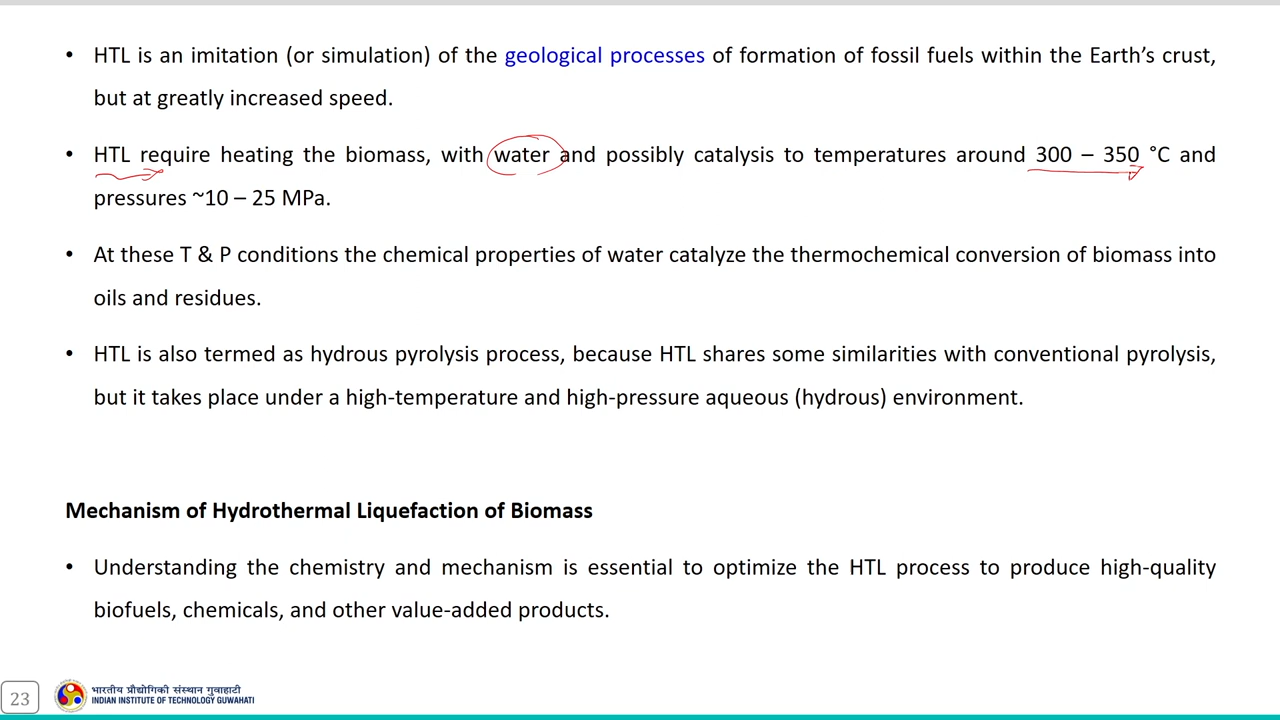 • HTL is an imitation (or simulation) of the geological processes of formation of fossil fuels within the Earth’s crust,
but at greatly increased speed.
• HTL require heating the biomass, with water and possibly catalysis to temperatures around 300 – 350 °C and
pressures ~10 – 25 MPa.
• At these T & P conditions the chemical properties of water catalyze the thermochemical conversion of biomass into
oils and residues.
• HTL is also termed as hydrous pyrolysis process, because HTL shares some similarities with conventional pyrolysis,
but it takes place under a high-temperature and high-pressure aqueous (hydrous) environment.
Mechanism of Hydrothermal Liquefaction of Biomass
• Understanding the chemistry and mechanism is essential to optimize the HTL process to produce high-quality
biofuels, chemicals, and other value-added products.
23
भारतीय प्रौद्योगिकी संस्थान गुवाहाटी
INDIAN INSTITUTE OF TECHNOLOGY GUWAHATI